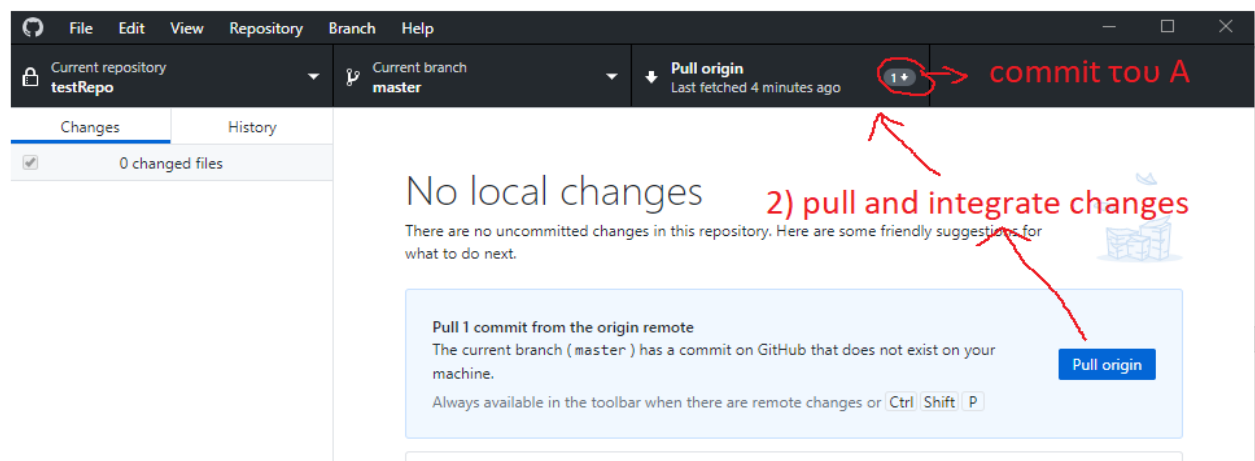 File Edit View Repository Branch Help
Current repository
testRepo
Current branch
master
Pull origin
Last fetched 4 minutes ago
1
commit του A
Changes History
0 changed files
No local changes
2) pull and integrate changes
There are no uncommitted changes in this repository. Here are some friendly suggestions for
what to do next.
Pull 1 commit from the origin remote
The current branch (master) has a commit on GitHub that does not exist on your
machine.
Always available in the toolbar when there are remote changes or Ctrl Shift P
Pull origin